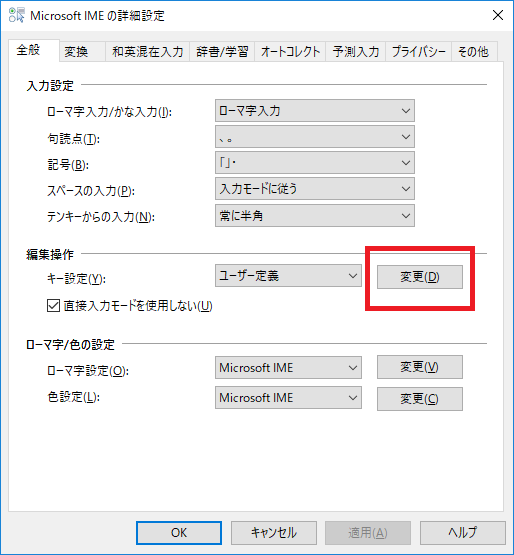 Microsoft IME の詳細設定
全般 変換 和英混在入力 辞書/学習 オートコレクト 予測入力 プライバシー その他
入力設定
ローマ字入力/かな入力(I): ローマ字入力
句読点(T): 、。
記号(B): 「」・
スペースの入力(P): 入力モードに従う
テンキーからの入力(N): 常に半角
編集操作
キー設定(Y): ユーザー定義 変更(D)
直接入力モードを使用しない(U)
ローマ字/色の設定
ローマ字設定(O): Microsoft IME 変更(V)
色設定(L): Microsoft IME 変更(C)
OK キャンセル 適用(A) ヘルプ